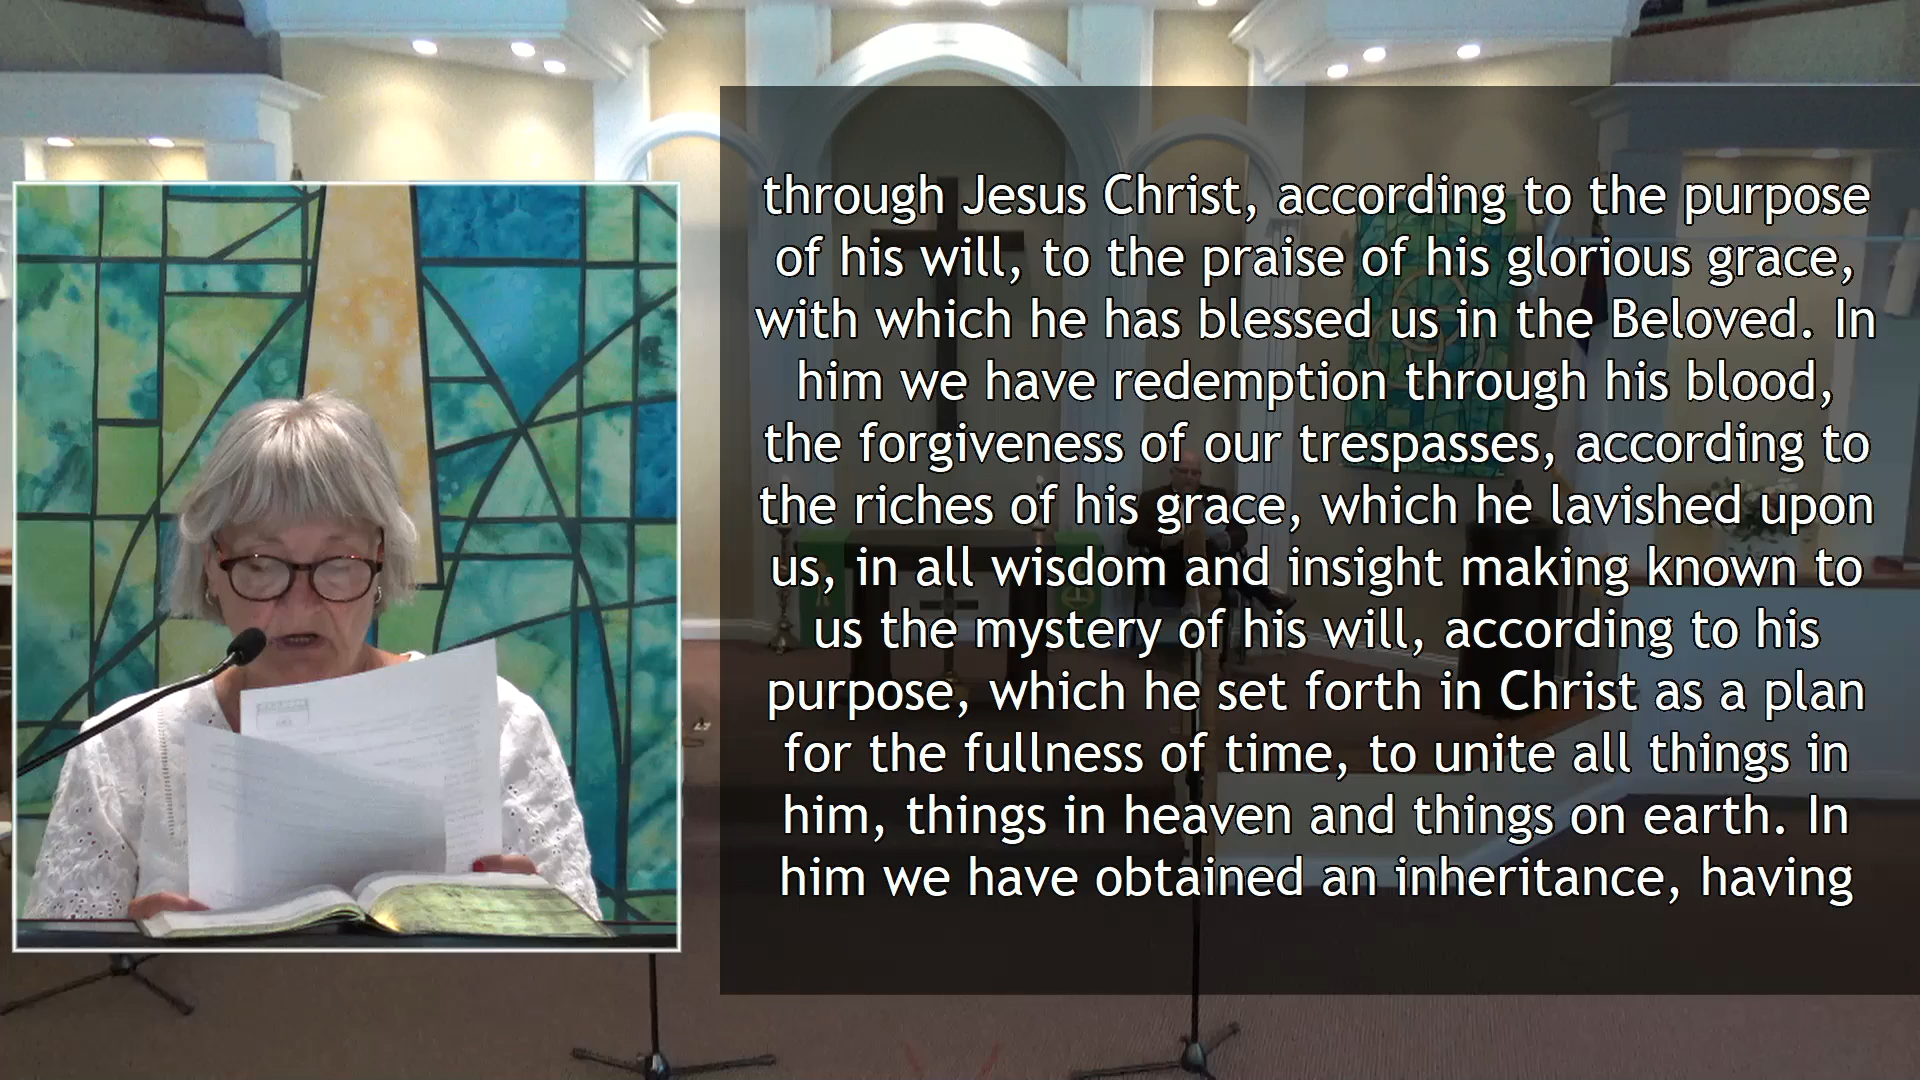 through Jesus Christ, according to the purpose
of his will, to the praise of his glorious grace,
with which he has blessed us in the Beloved. In
him we have redemption through his blood,
the forgiveness of our trespasses, according to
the riches of his grace, which he lavished upon
us, in all wisdom and insight making known to
us the mystery of his will, according to his
purpose, which he set forth in Christ as a plan
for the fullness of time, to unite all things in
him, things in heaven and things on earth. In
him we have obtained an inheritance, having